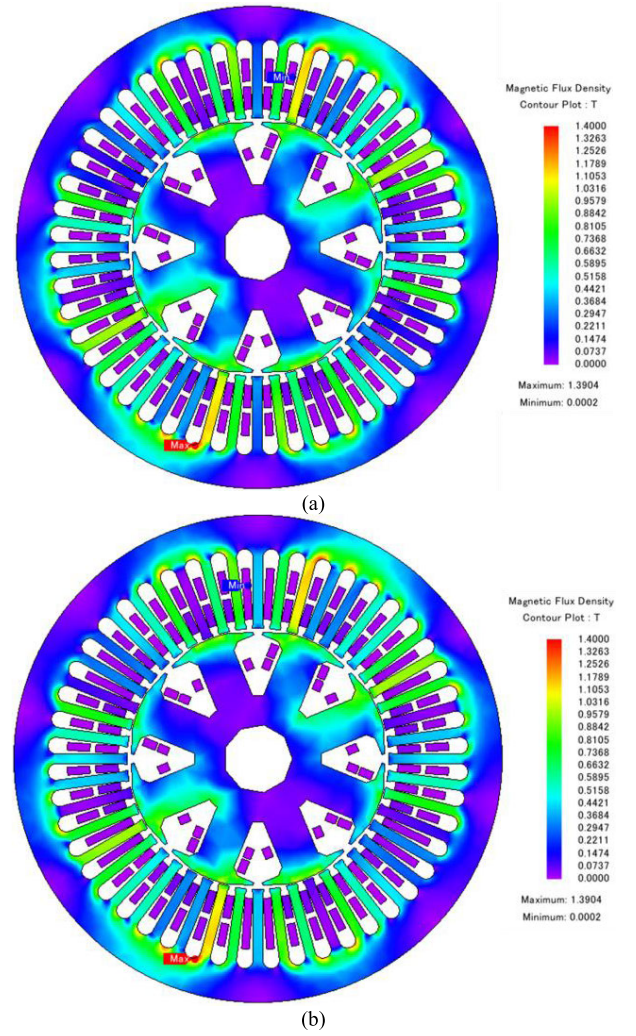 Min
Max
Magnetic Flux Density
Contour Plot : T
1.4000
1.3263
1.2526
1.1789
1.1053
1.0316
0.9579
0.8842
0.8105
0.7368
0.6632
0.5895
0.5158
0.4421
0.3684
0.2947
0.2211
0.1474
0.0737
0.0000
Maximum: 1.3904
Minimum: 0.0002
(a)
Min
Max
Magnetic Flux Density
Contour Plot : T
1.4000
1.3263
1.2526
1.1789
1.1053
1.0316
0.9579
0.8842
0.8105
0.7368
0.6632
0.5895
0.5158
0.4421
0.3684
0.2947
0.2211
0.1474
0.0737
0.0000
Maximum: 1.3904
Minimum: 0.0002
(b)